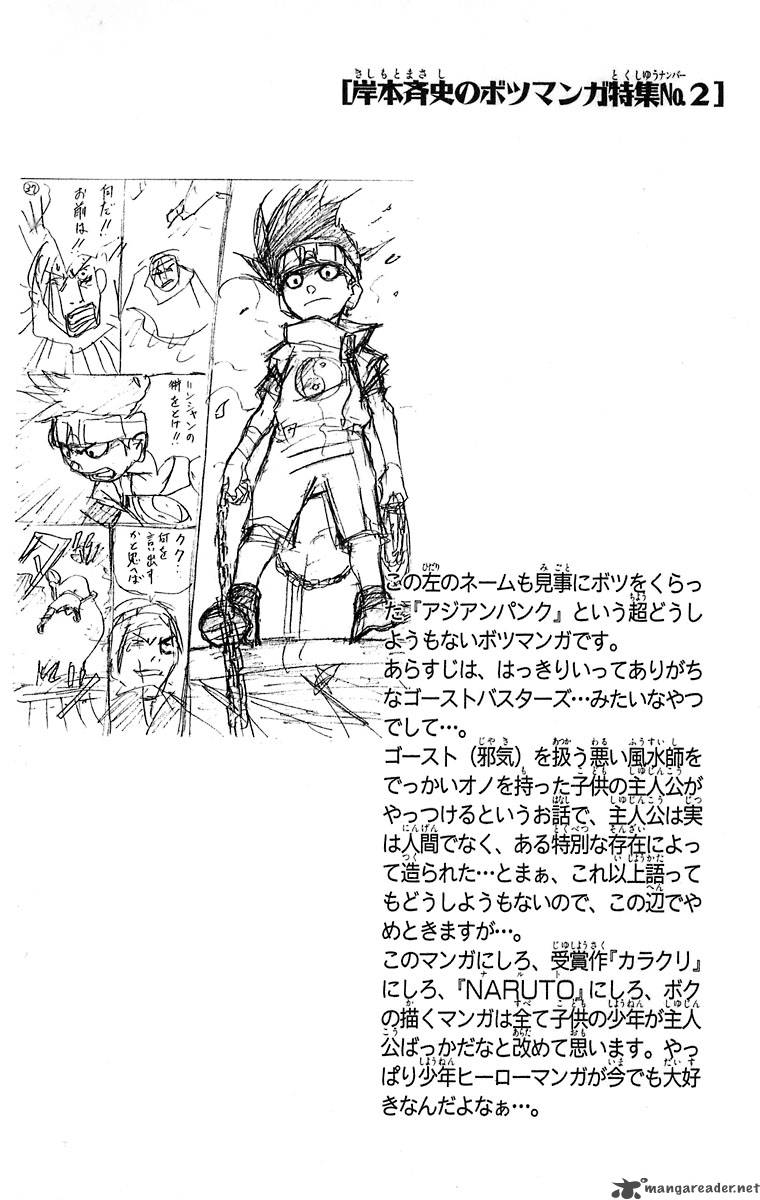 [岸本斉史のボツマンガ特集No.2]
27
何だ!!
お前は!!
ニンジャンの
術をとけ!!
クク…
何を
言い出す
かと思えば
この左のネームも見事にボツをくらっ
た『アジアンパンク』という超どうし
ようもないボツマンガです。
あらすじは、はっきりいってありがち
なゴーストバスターズ…みたいなやつ
でして…。
ゴースト(邪気)を扱う悪い風水師を
でっかいオノを持った子供の主人公が
やっつけるというお話で、主人公は実
は人間でなく、ある特別な存在によっ
て造られた…とまぁ、これ以上語って
もどうしようもないので、この辺でや
めときますが…。
このマンガにしろ、受賞作『カラクリ』
にしろ、『NARUTO』にしろ、ボク
の描くマンガは全て子供の少年が主人
公ばっかだなと改めて思います。やっ
ぱり少年ヒーローマンガが今でも大好
きなんだよなぁ…。
mangareader.net